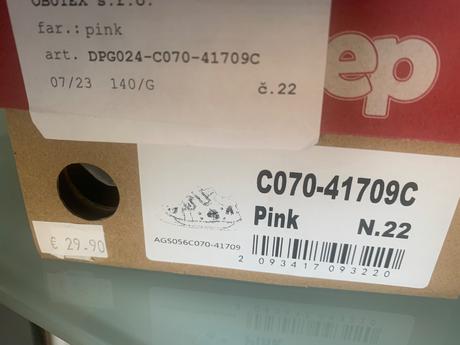 OBUTEX s.r.o.
far.: pink
art. DPG024-C070-41709C
07/23 140/G č.22
ep
C070-41709C
Pink N.22
AGS056C070-41709
2 093417 093220
€ 29.90